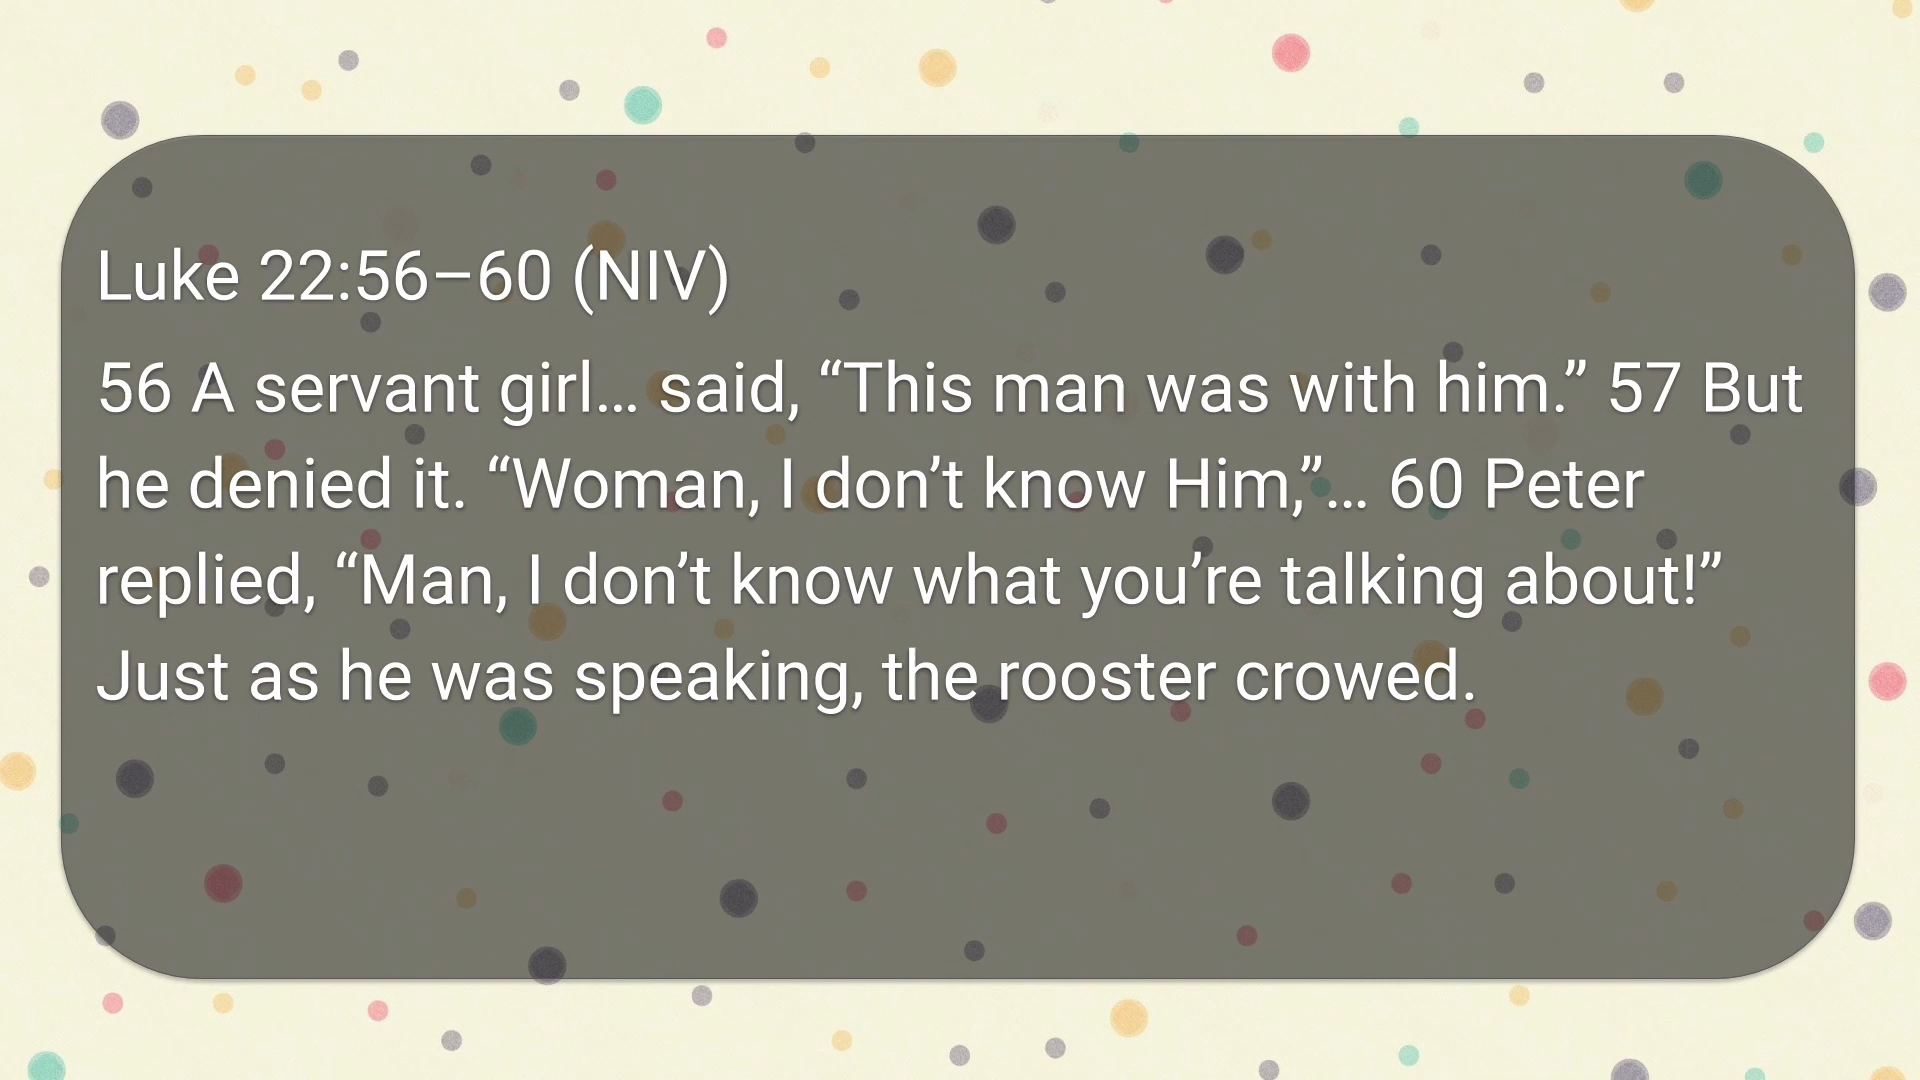 Luke 22:56–60 (NIV)
56 A servant girl… said, “This man was with him.” 57 But
he denied it. “Woman, I don’t know Him,”… 60 Peter
replied, “Man, I don’t know what you’re talking about!”
Just as he was speaking, the rooster crowed.